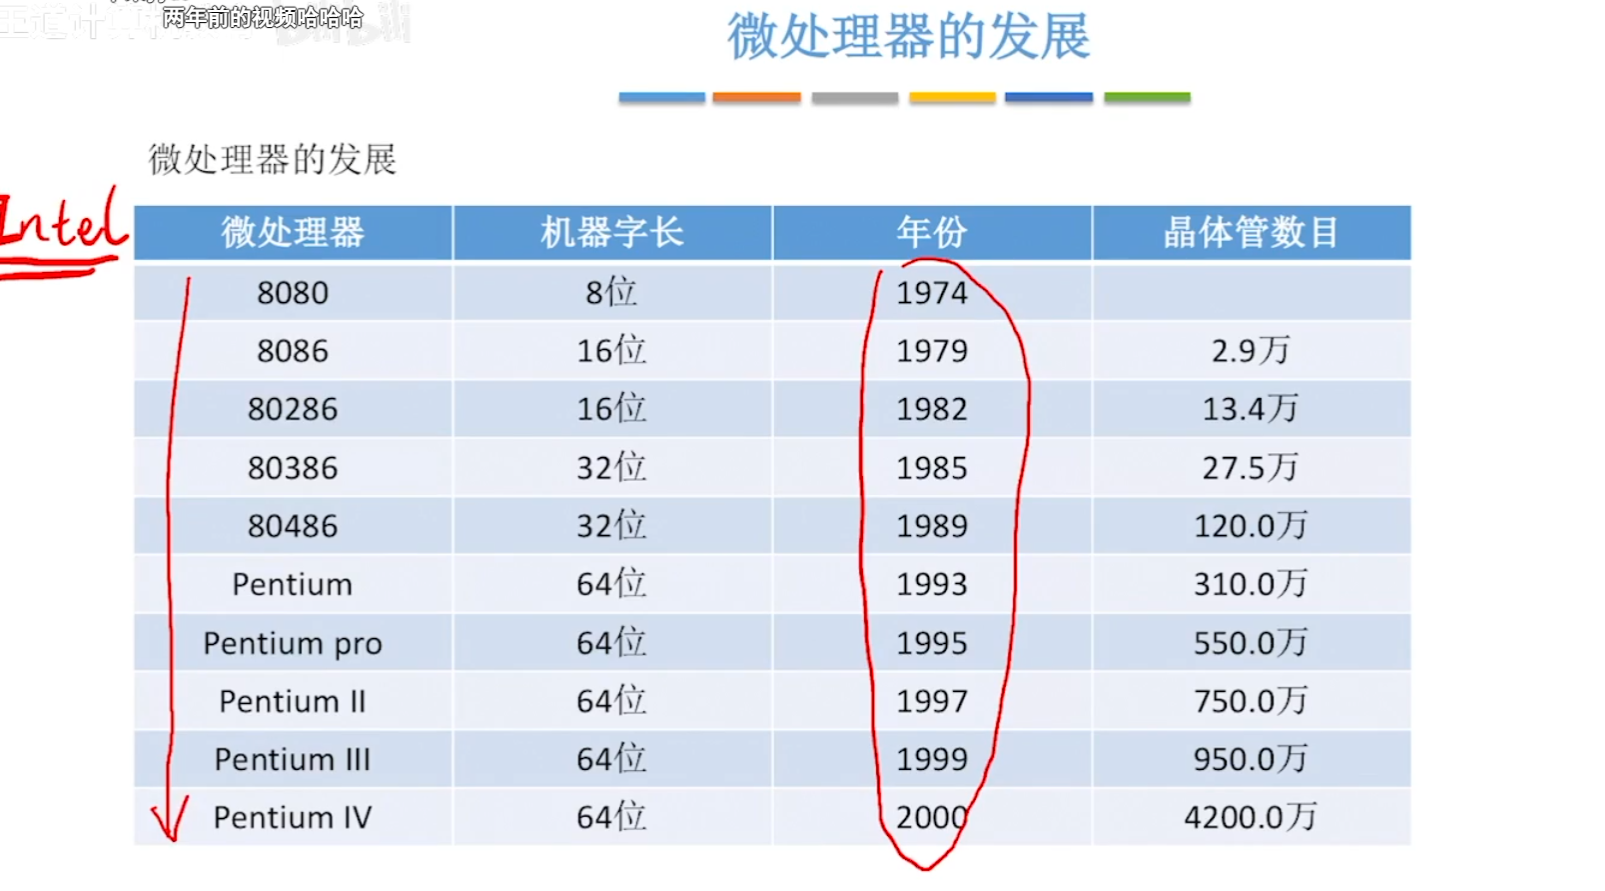 两年前的视频哈哈哈
微处理器的发展
微处理器的发展
Intel
微处理器 机器字长 年份 晶体管数目
8080 8位 1974
8086 16位 1979 2.9万
80286 16位 1982 13.4万
80386 32位 1985 27.5万
80486 32位 1989 120.0万
Pentium 64位 1993 310.0万
Pentium pro 64位 1995 550.0万
Pentium II 64位 1997 750.0万
Pentium III 64位 1999 950.0万
Pentium IV 64位 2000 4200.0万